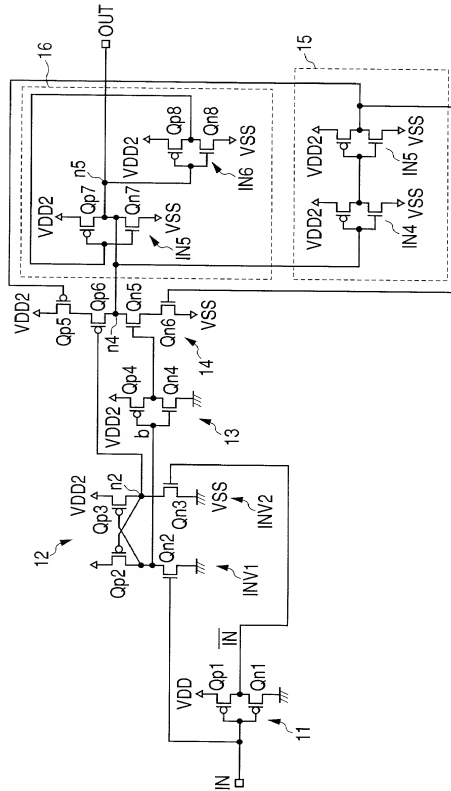 IN
11
VDD
Qp1
Qn1
IN
12
Qp2
Qp3
VDD2
n2
Qn2
Qn3
VSS
INV1
INV2
VDD2
b
Qp4
Qn4
13
VDD2
Qp5
Qp6
n4
Qn5
Qn6
VSS
14
16
VDD2
n5
Qp7
Qn7
VSS
IN5
VDD2
Qp8
Qn8
VSS
IN6
OUT
15
VDD2
VSS
IN4
VDD2
VSS
IN5